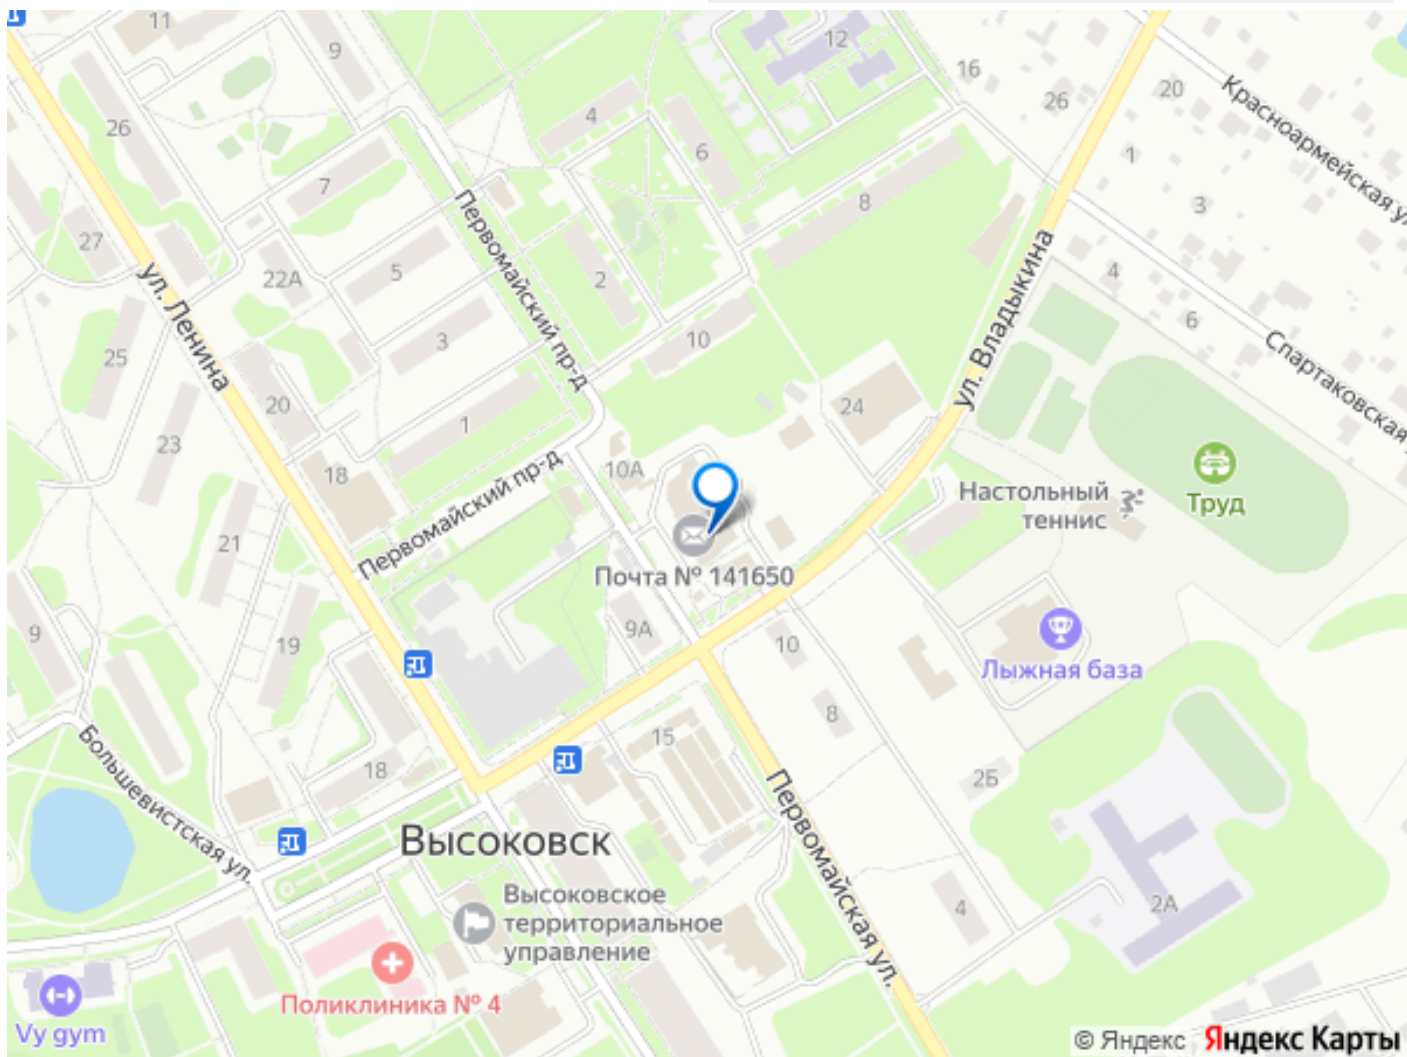 11
9
12
16
26
20
Красноармейская ул
26
4
6
1
7
8
3
Первомайский пр-д
27
22А
5
2
ул. Владыкина
4
ул. Ленина
6
25
3
10
Спартаковская
20
24
23
1
18
10А
Труд
Первомайский пр-д
Настольный
теннис
21
Почта № 141650
9
19
9А
10
Лыжная база
8
15
18
2Б
Большевистская ул.
Первомайская ул.
Высоковск
Высоковское
территориальное
управление
4
2А
Поликлиника № 4
Vy gym
© Яндекс Яндекс Карты